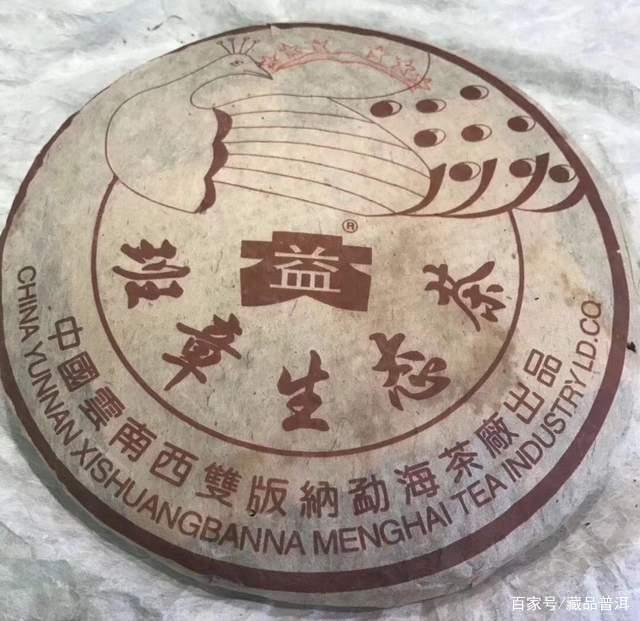 ®
益
班章生态茶
中國雲南西雙版納勐海茶廠出品
CHINA YUNNAN XISHUANGBANNA MENGHAI TEA INDUSTRY LD.CO
百家号/藏品普洱